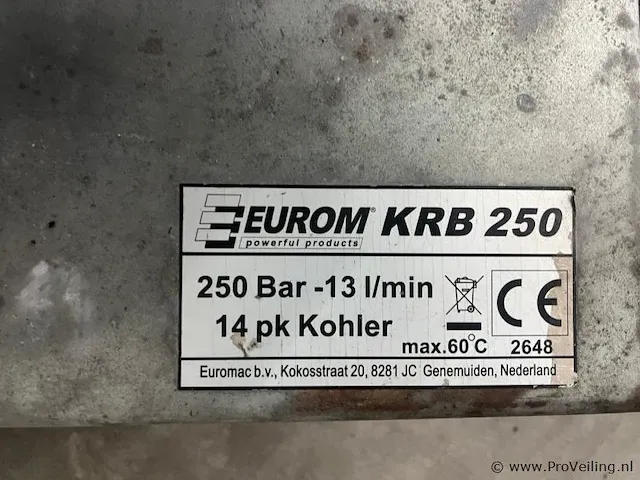 EUROM® KRB 250
powerful products
250 Bar -13 l/min
14 pk Kohler
max.60°C 2648
CE
Euromac b.v., Kokosstraat 20, 8281 JC Genemuiden, Nederland
© www.ProVeiling.nl